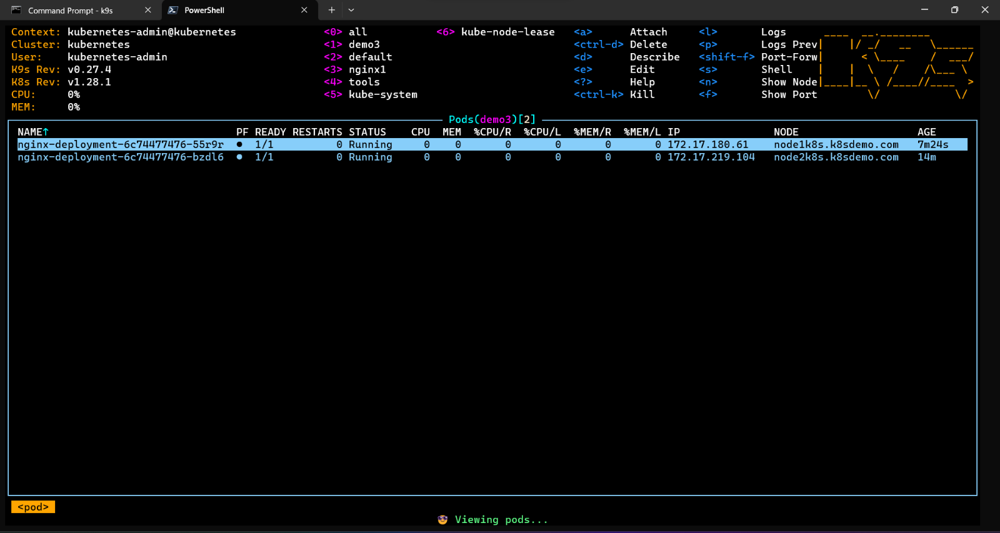 Command Prompt - k9s PowerShell
Context: kubernetes-admin@kubernetes <0> all <6> kube-node-lease <a> Attach <l> Logs
Cluster: kubernetes <1> demo3 <ctrl-d> Delete <p> Logs Prev
User: kubernetes-admin <2> default <d> Describe <shift-f> Port-Forw
K9s Rev: v0.27.4 <3> nginx1 <e> Edit <s> Shell
K8s Rev: v1.28.1 <4> tools <?> Help <n> Show Node
CPU: 0% <5> kube-system <ctrl-k> Kill <f> Show Port
MEM: 0%
Pods(demo3)[2]
NAME↑ PF READY RESTARTS STATUS CPU MEM %CPU/R %CPU/L %MEM/R %MEM/L IP NODE AGE
nginx-deployment-6c74477476-55r9r ● 1/1 0 Running 0 0 0 0 0 0 172.17.180.61 node1k8s.k8sdemo.com 7m24s
nginx-deployment-6c74477476-bzdl6 ● 1/1 0 Running 0 0 0 0 0 0 172.17.219.104 node2k8s.k8sdemo.com 14m
<pod>
😎 Viewing pods...